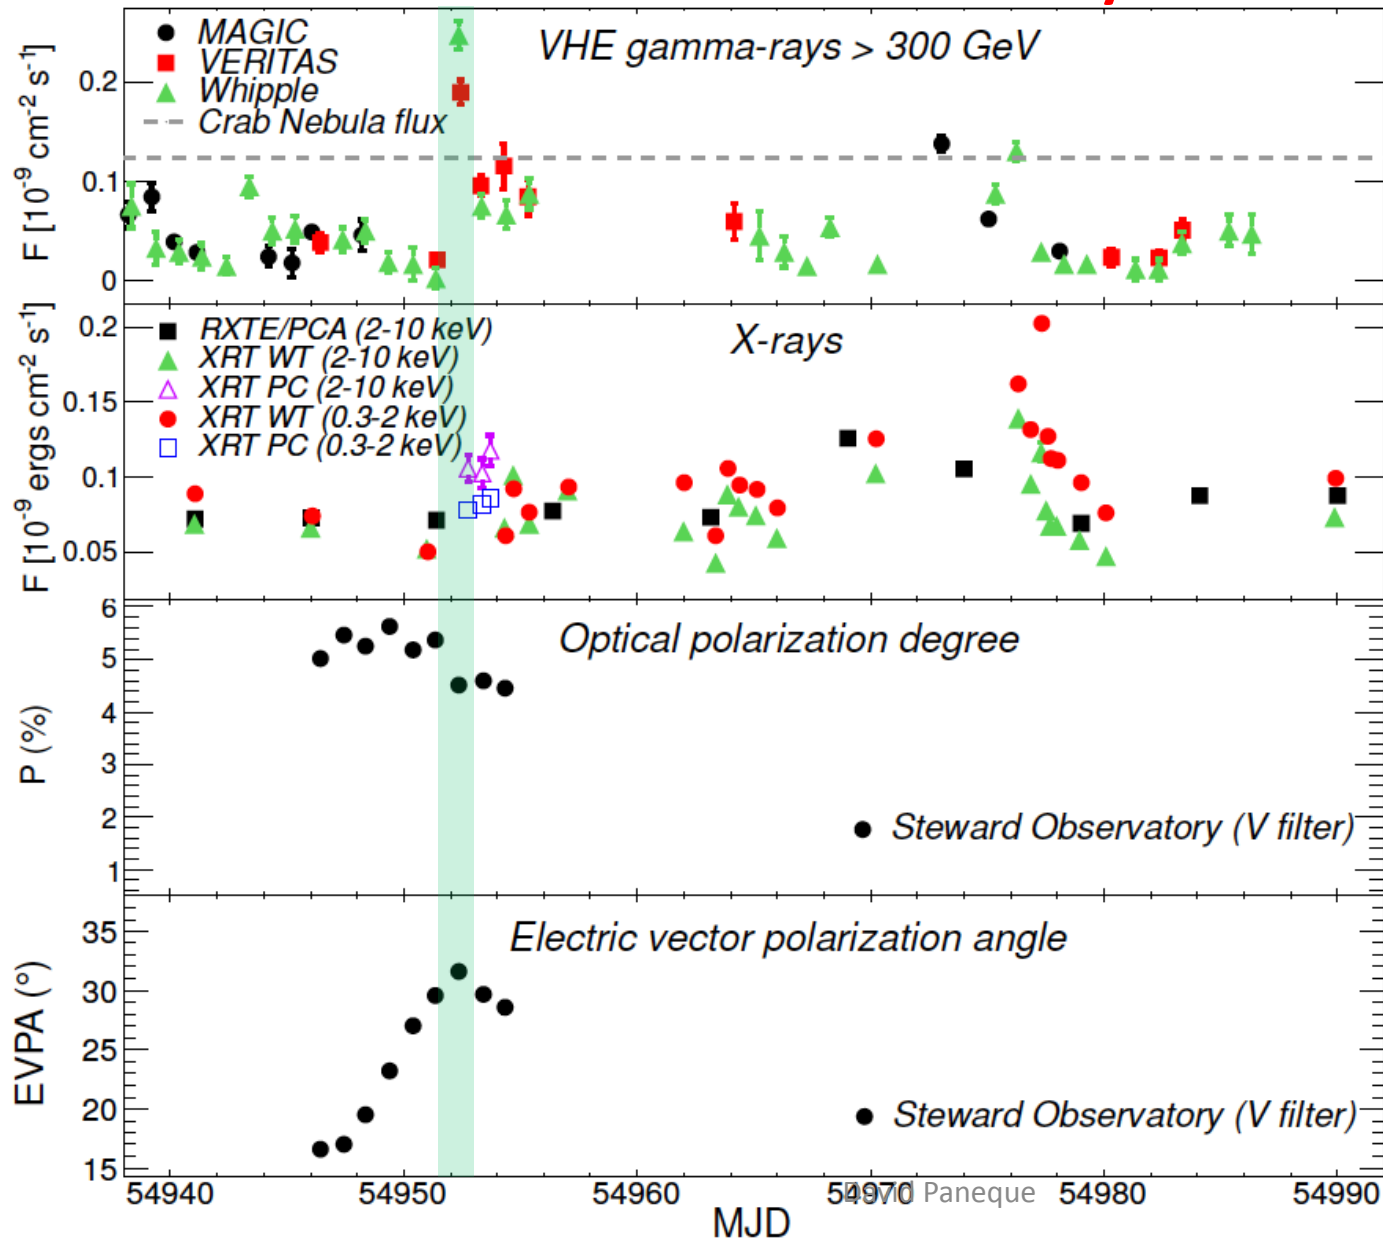 MAGIC
VERITAS
Whipple
Crab Nebula flux
VHE gamma-rays > 300 GeV
F [10-9 cm-2 s-1]
0.2
0.1
0
RXTE/PCA (2-10 keV)
XRT WT (2-10 keV)
XRT PC (2-10 keV)
XRT WT (0.3-2 keV)
XRT PC (0.3-2 keV)
X-rays
F [10-9 ergs cm-2 s-1]
0.2
0.15
0.1
0.05
Optical polarization degree
P (%)
6
5
4
3
2
1
Steward Observatory (V filter)
Electric vector polarization angle
EVPA (°)
35
30
25
20
15
Steward Observatory (V filter)
54940 54950 54960 54970 54980 54990
David Paneque
MJD